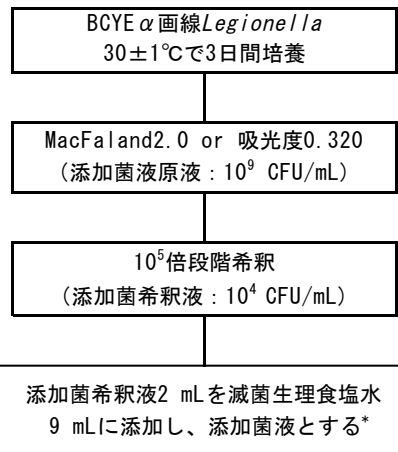 BCYEα画線Legionella
30±1℃で3日間培養
MacFaland2.0 or 吸光度0.320
(添加菌液原液：10⁹ CFU/mL)
10⁵倍段階希釈
(添加菌希釈液：10⁴ CFU/mL)
添加菌希釈液2 mLを滅菌生理食塩水
9 mLに添加し、添加菌液とする*